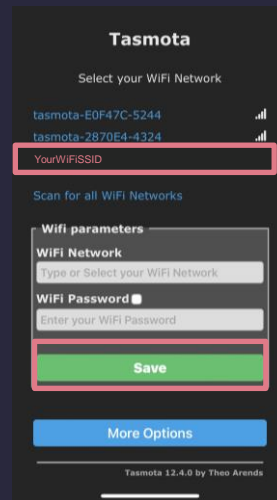 Tasmota
Select your WiFi Network
tasmota-E0F47C-5244
tasmota-2870E4-4324
YourWiFiSSID
Scan for all WiFi Networks
Wifi parameters
WiFi Network
Type or Select your WiFi Network
WiFi Password
Enter your WiFi Password
Save
More Options
Tasmota 12.4.0 by Theo Arends